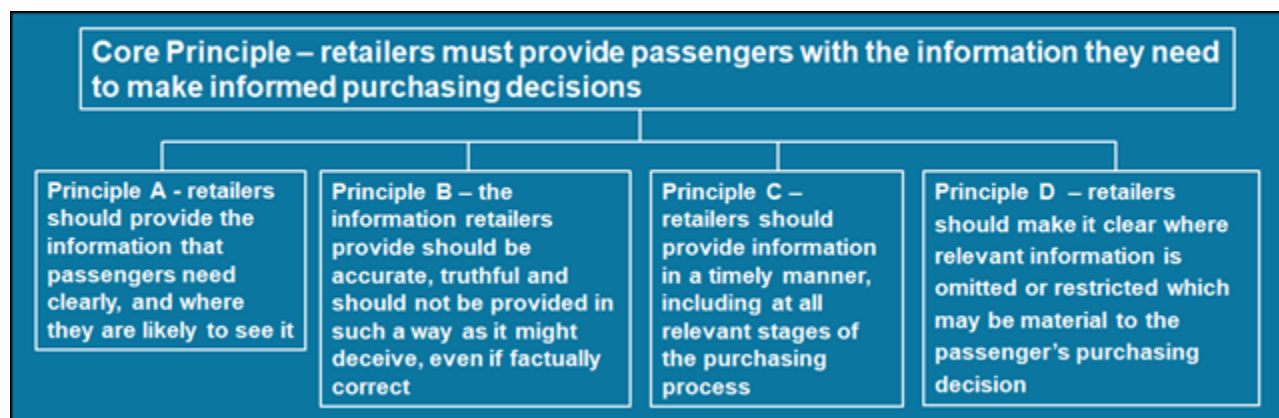 Core Principle – retailers must provide passengers with the information they need
to make informed purchasing decisions
Principle A - retailers
should provide the
information that
passengers need
clearly, and where
they are likely to see it
Principle B – the
information retailers
provide should be
accurate, truthful and
should not be provided in
such a way as it might
deceive, even if factually
correct
Principle C –
retailers should
provide information
in a timely manner,
including at all
relevant stages of
the purchasing
process
Principle D – retailers
should make it clear where
relevant information is
omitted or restricted which
may be material to the
passenger’s purchasing
decision